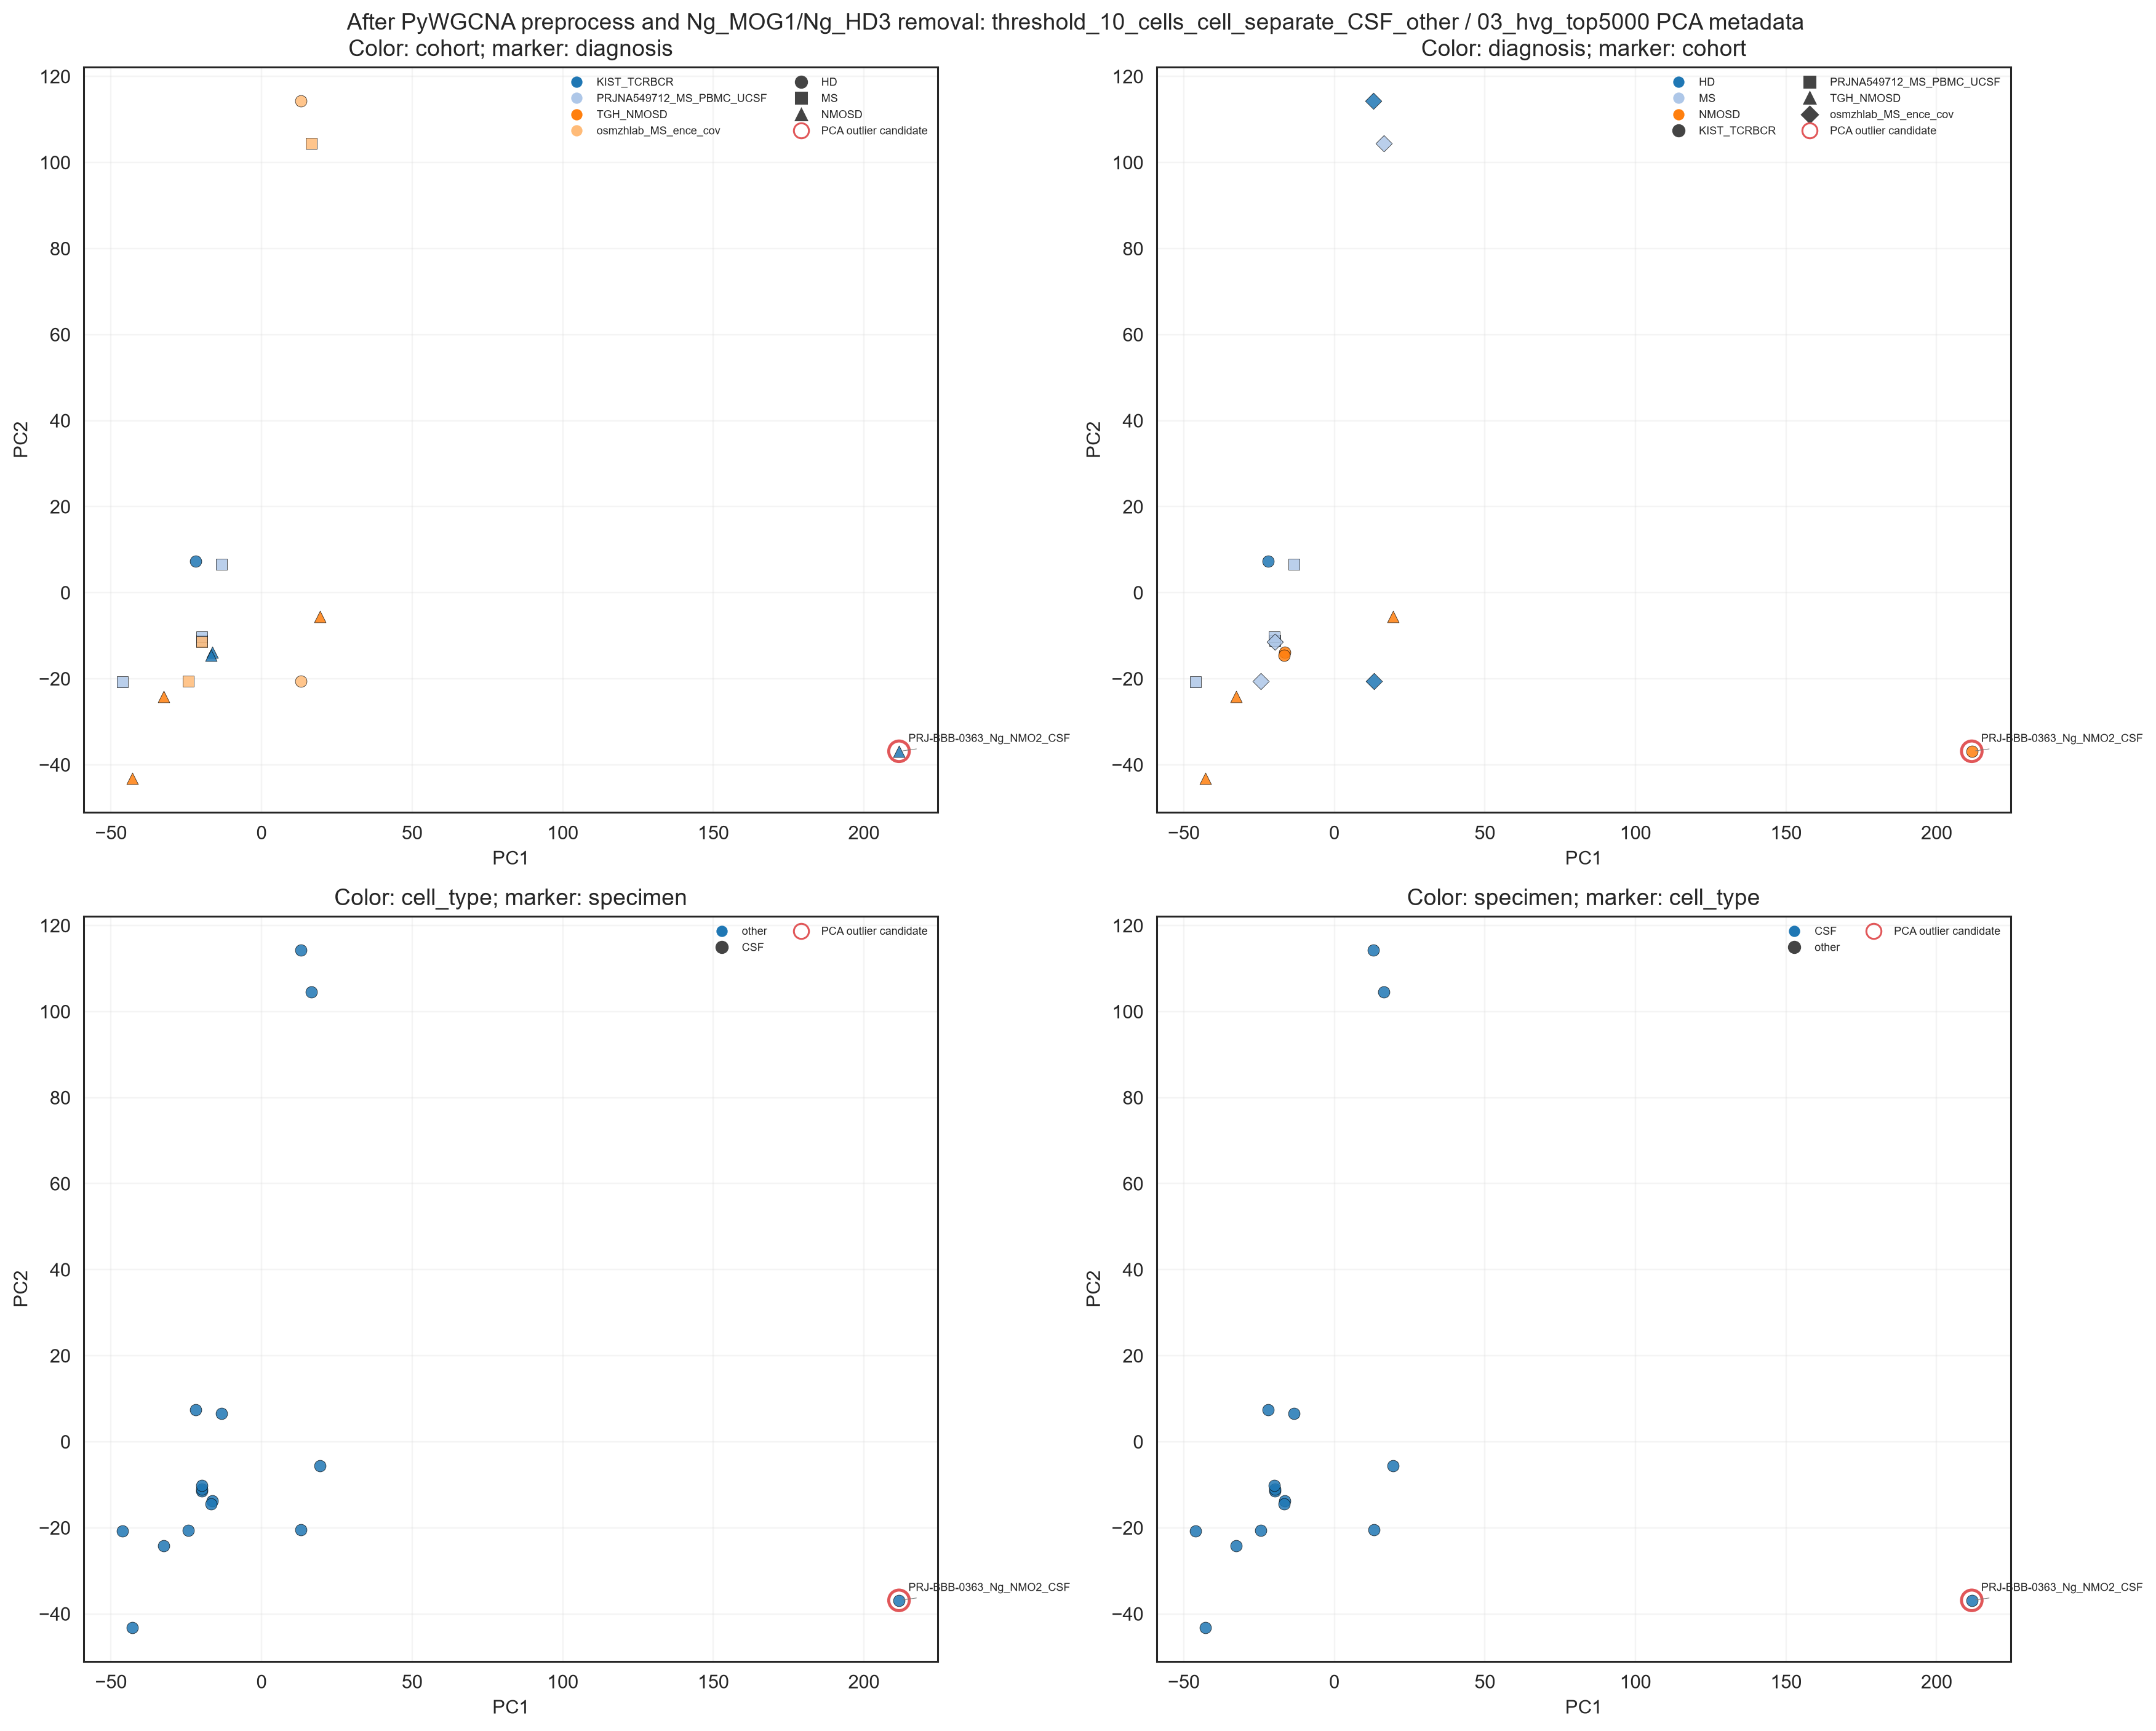 After PyWGCNA preprocess and Ng_MOG1/Ng_HD3 removal: threshold_10_cells_cell_separate_CSF_other / 03_hvg_top5000 PCA metadata
Color: cohort; marker: diagnosis
KIST_TCRBCR
PRJNA549712_MS_PBMC_UCSF
TGH_NMOSD
osmzhlab_MS_ence_cov
HD
MS
NMOSD
PCA outlier candidate
120
100
80
60
40
20
0
−20
−40
PC2
PRJ-BBB-0363_Ng_NMO2_CSF
−50
0
50
100
150
200
PC1
Color: diagnosis; marker: cohort
HD
MS
NMOSD
KIST_TCRBCR
PRJNA549712_MS_PBMC_UCSF
TGH_NMOSD
osmzhlab_MS_ence_cov
PCA outlier candidate
120
100
80
60
40
20
0
−20
−40
PC2
PRJ-BBB-0363_Ng_NMO2_CSF
−50
0
50
100
150
200
PC1
Color: cell_type; marker: specimen
other
CSF
PCA outlier candidate
120
100
80
60
40
20
0
−20
−40
PC2
PRJ-BBB-0363_Ng_NMO2_CSF
−50
0
50
100
150
200
PC1
Color: specimen; marker: cell_type
CSF
other
PCA outlier candidate
120
100
80
60
40
20
0
−20
−40
PC2
PRJ-BBB-0363_Ng_NMO2_CSF
−50
0
50
100
150
200
PC1